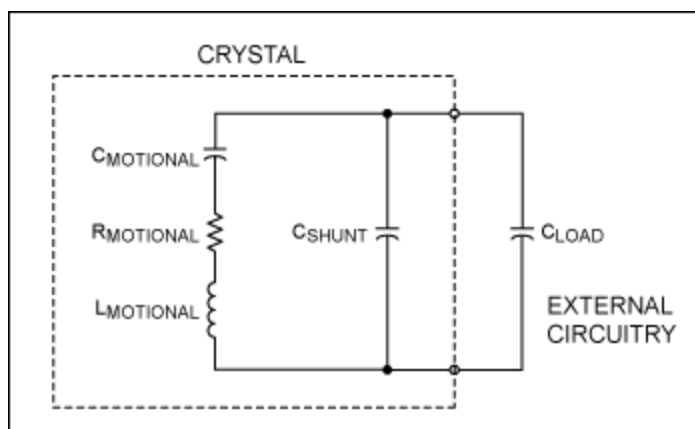 CRYSTAL
CMOTIONAL
RMOTIONAL
CSHUNT
CLOAD
LMOTIONAL
EXTERNAL
CIRCUITRY